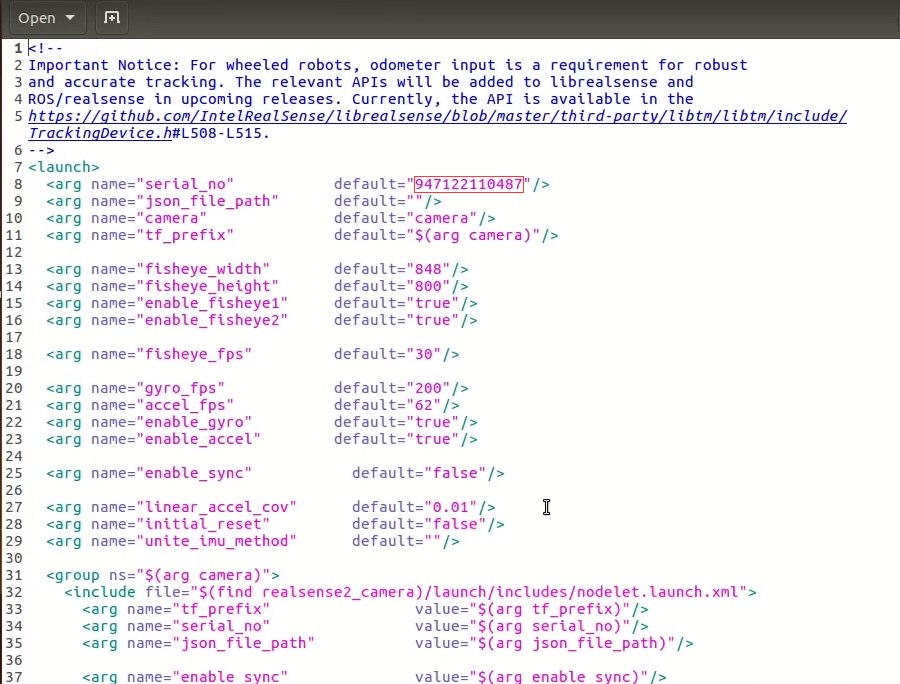 Open
1 <!--
2 Important Notice: For wheeled robots, odometer input is a requirement for robust
3 and accurate tracking. The relevant APIs will be added to librealsense and
4 ROS/realsense in upcoming releases. Currently, the API is available in the
5 https://github.com/IntelRealSense/librealsense/blob/master/third-party/libtm/libtm/include/
TrackingDevice.h#L508-L515.
6 -->
7 <launch>
8   <arg name="serial_no"           default="947122110487"/>
9   <arg name="json_file_path"      default=""/>
10   <arg name="camera"              default="camera"/>
11   <arg name="tf_prefix"           default="$(arg camera)"/>
12
13   <arg name="fisheye_width"       default="848"/>
14   <arg name="fisheye_height"      default="800"/>
15   <arg name="enable_fisheye1"     default="true"/>
16   <arg name="enable_fisheye2"     default="true"/>
17
18   <arg name="fisheye_fps"         default="30"/>
19
20   <arg name="gyro_fps"            default="200"/>
21   <arg name="accel_fps"           default="62"/>
22   <arg name="enable_gyro"         default="true"/>
23   <arg name="enable_accel"        default="true"/>
24
25   <arg name="enable_sync"           default="false"/>
26
27   <arg name="linear_accel_cov"      default="0.01"/>
28   <arg name="initial_reset"         default="false"/>
29   <arg name="unite_imu_method"      default=""/>
30
31   <group ns="$(arg camera)">
32     <include file="$(find realsense2_camera)/launch/includes/nodelet.launch.xml">
33       <arg name="tf_prefix"                value="$(arg tf_prefix)"/>
34       <arg name="serial_no"                value="$(arg serial_no)"/>
35       <arg name="json_file_path"           value="$(arg json_file_path)"/>
36
37       <arg name="enable_sync"              value="$(arg enable_sync)"/>